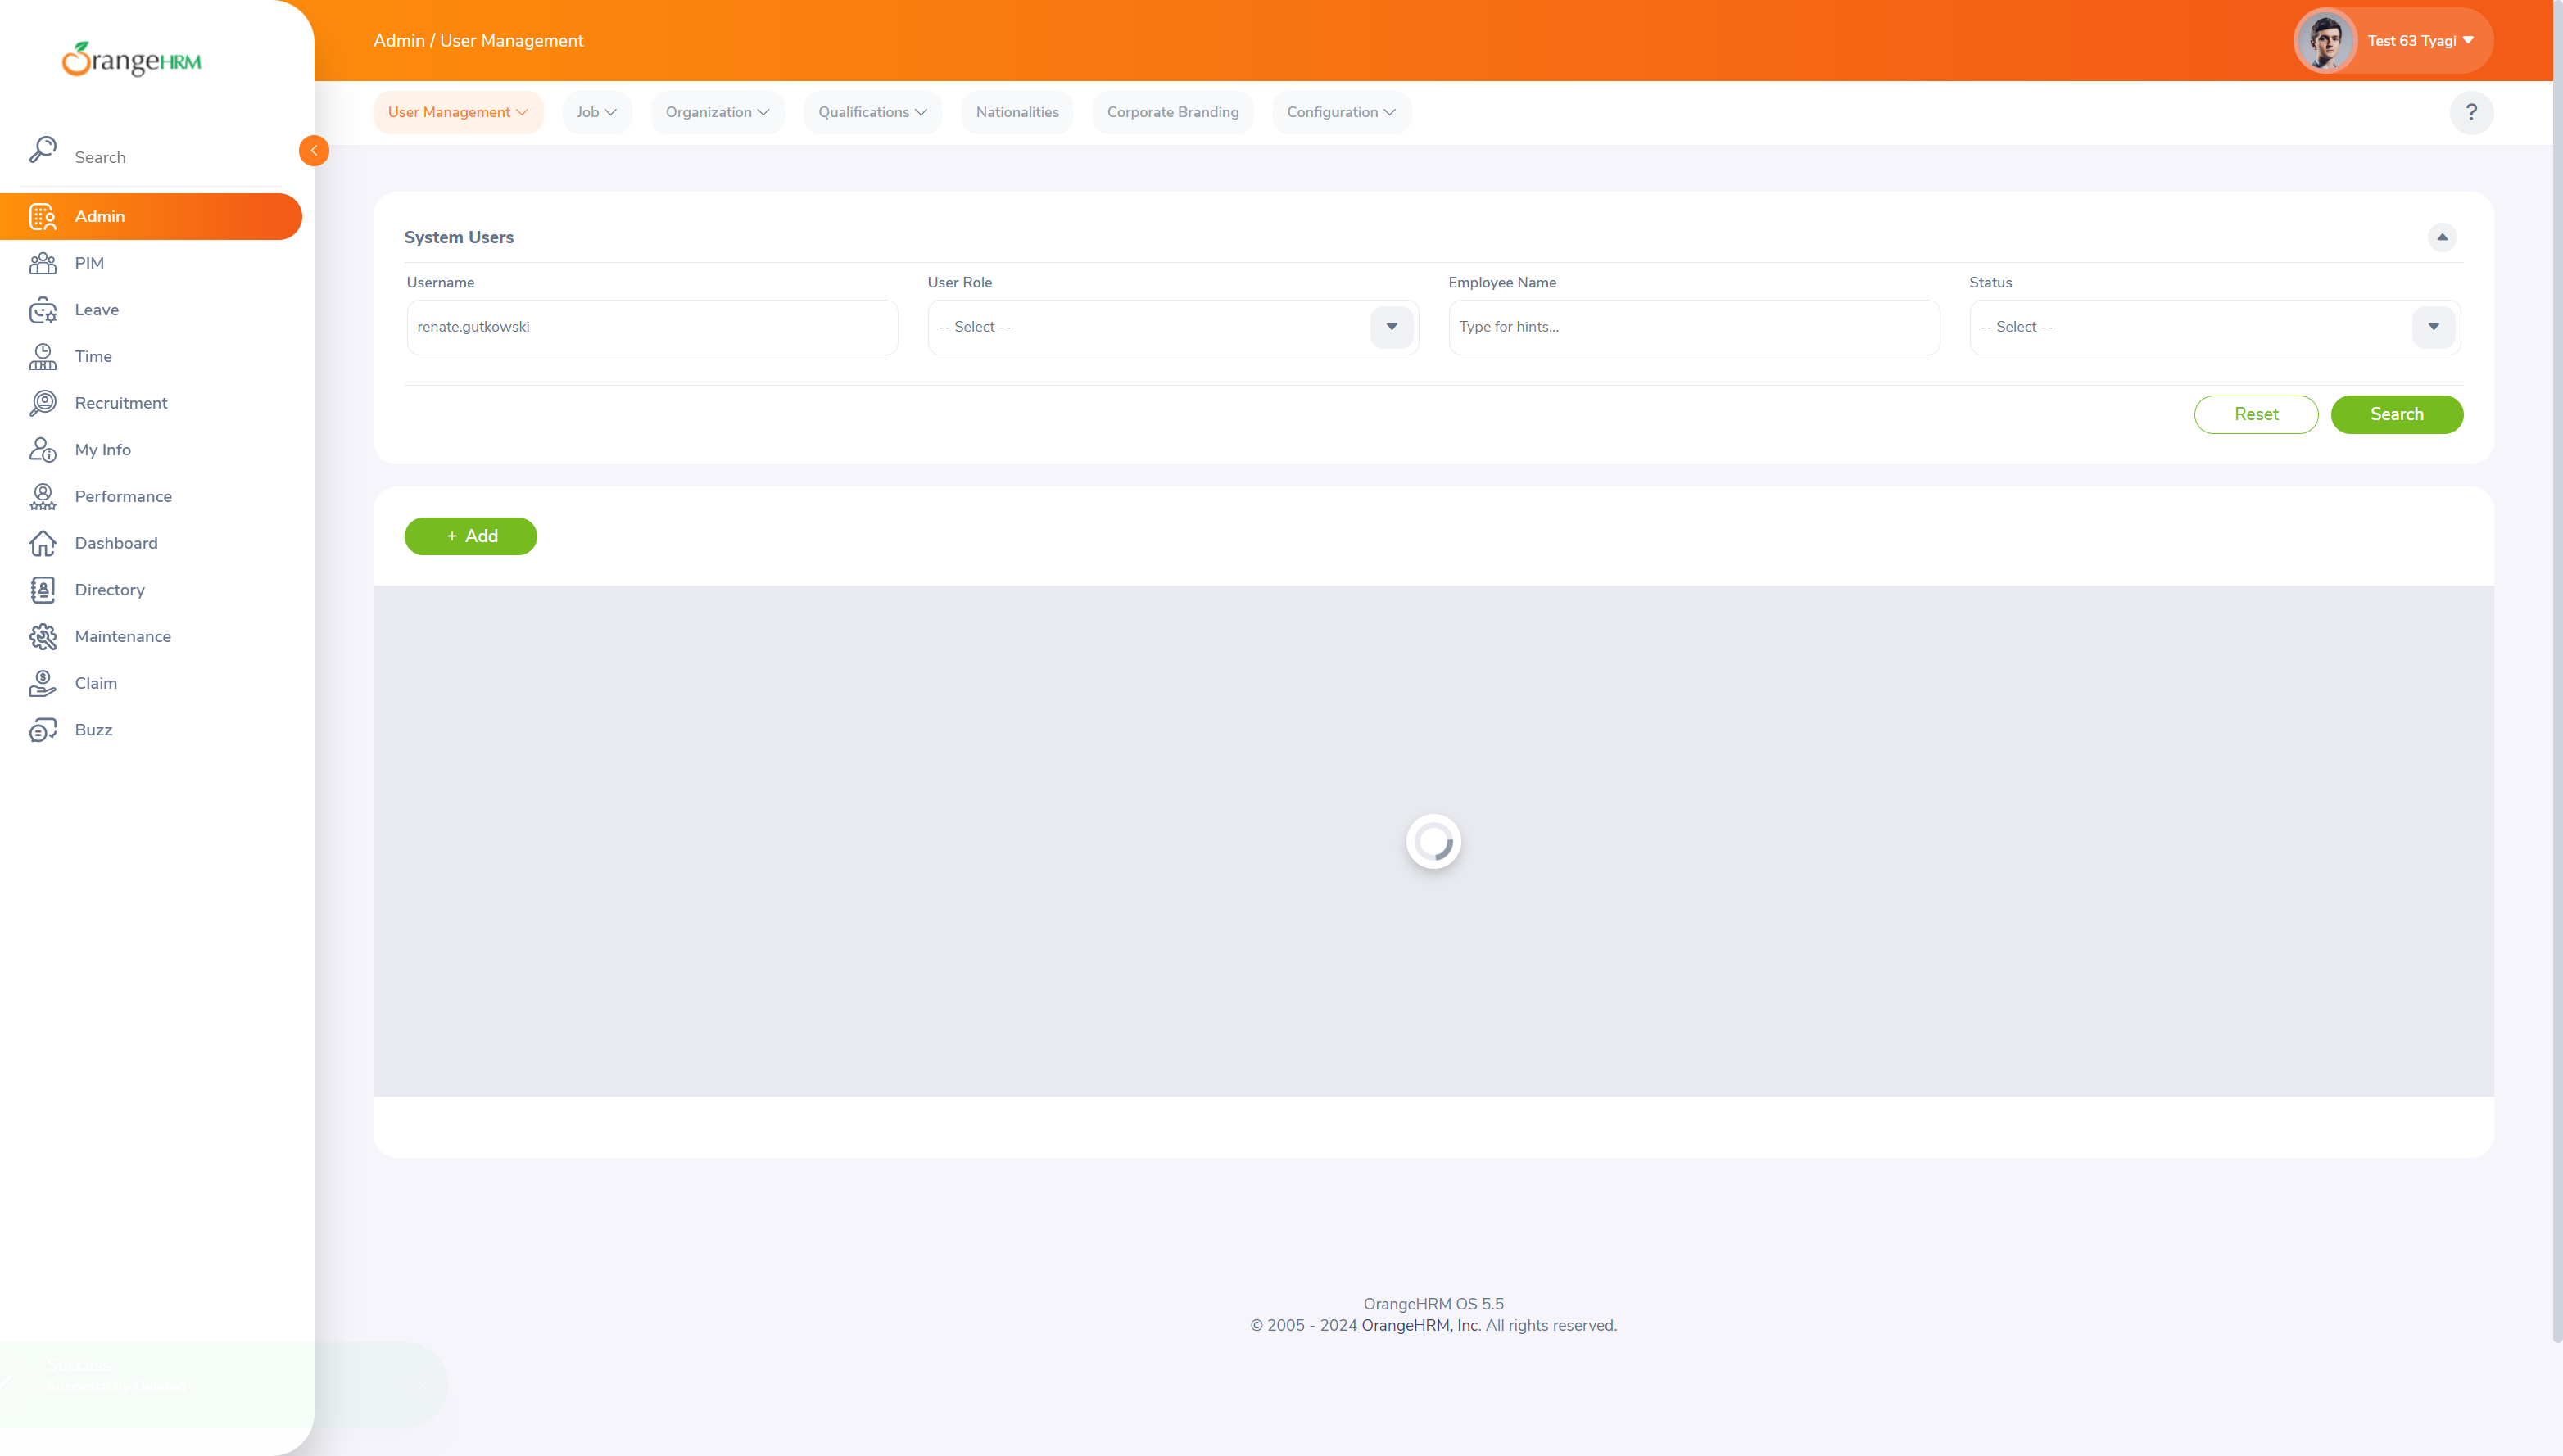 OrangeHRM
Admin / User Management
Test 63 Tyagi
User Management
Job
Organization
Qualifications
Nationalities
Corporate Branding
Configuration
?
Search
Admin
PIM
Leave
Time
Recruitment
My Info
Performance
Dashboard
Directory
Maintenance
Claim
Buzz
System Users
Username
User Role
Employee Name
Status
renate.gutkowski
-- Select --
Type for hints...
-- Select --
Reset
Search
+ Add
OrangeHRM OS 5.5
© 2005 - 2024 OrangeHRM, Inc. All rights reserved.
Success
Successfully Deleted